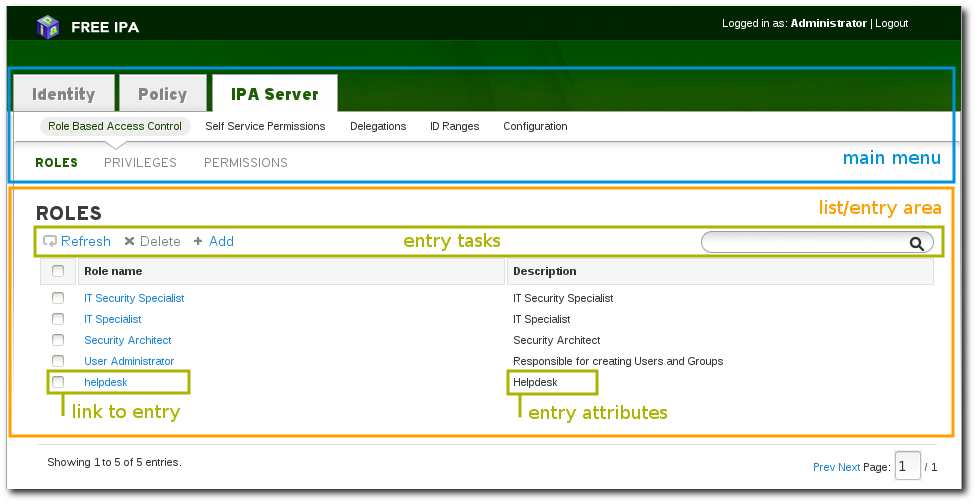 FREE IPA
Logged in as: Administrator | Logout
Identity Policy IPA Server
Role Based Access Control Self Service Permissions Delegations ID Ranges Configuration
ROLES PRIVILEGES PERMISSIONS
main menu
list/entry area
ROLES
Refresh Delete Add entry tasks
Role name Description
IT Security Specialist IT Security Specialist
IT Specialist IT Specialist
Security Architect Security Architect
User Administrator Responsible for creating Users and Groups
helpdesk Helpdesk
link to entry entry attributes
Showing 1 to 5 of 5 entries.
Prev Next Page: 1 / 1